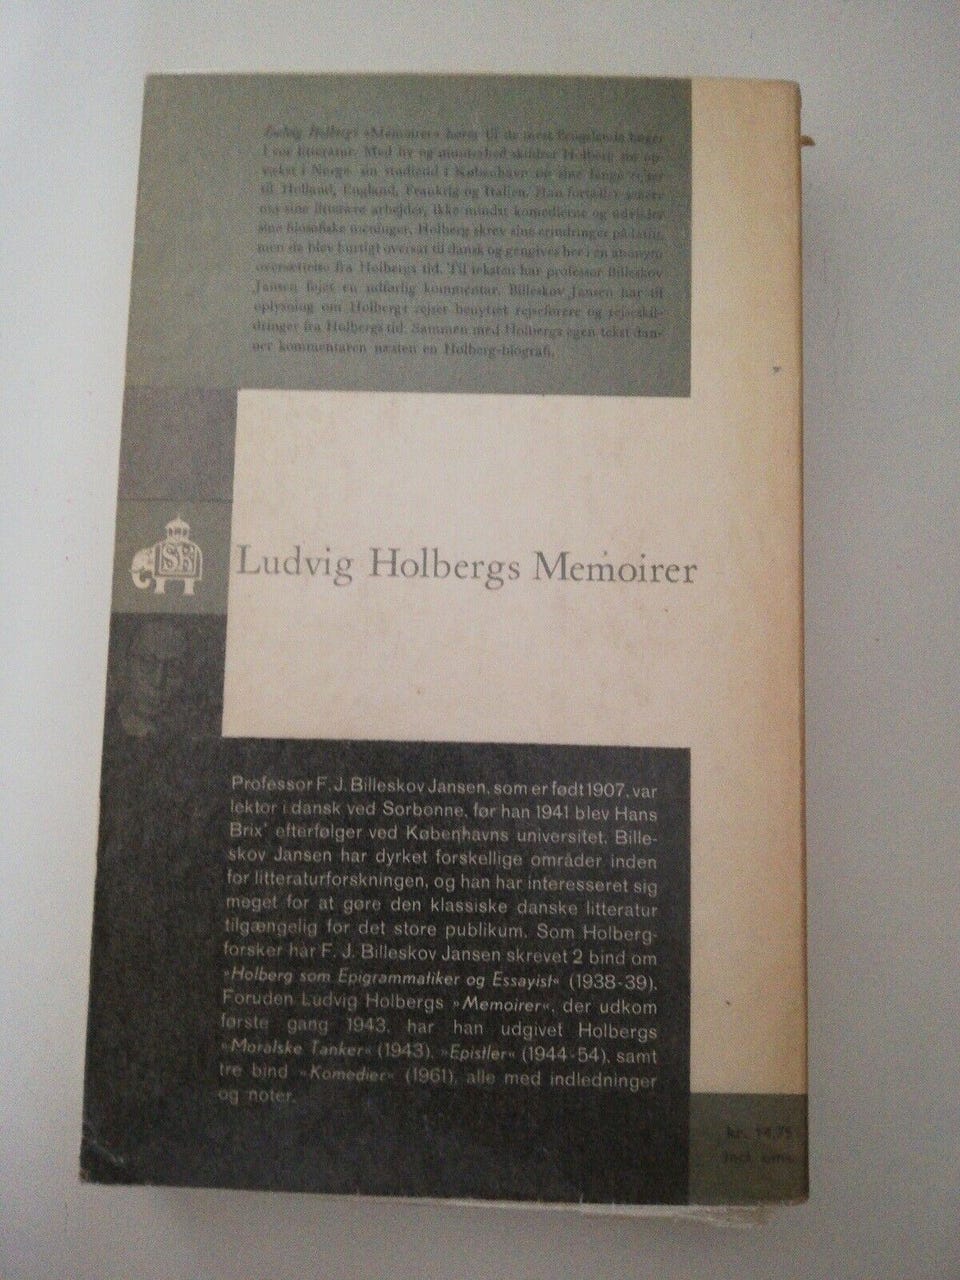 Ludvig Holbergs »Memoirer« hører til de mest levende bøger
i vor litteratur. Med liv og munterhed skildrer Holberg sin op-
vækst i Norge, sin studietid i København og sine lange rejser
til Holland, England, Frankrig og Italien. Han fortæller
sine litterære arbejder, ikke mindst komedierne og udvikler
sine filosofiske meninger. Holberg skrev sine erindringer på latin,
men de blev hurtigt oversat til dansk og gengives her i en anonym
oversættelse fra Holbergs tid. Til teksten har professor Billeskov
Jansen føjet en udførlig kommentar. Billeskov Jansen har til
oplysning om Holbergs rejser benyttet rejseførere og rejseskil-
dringer fra Holbergs tid. Sammen med Holbergs egen tekst dan-
ner kommentaren næsten en Holberg-biografi.
Ludvig Holbergs Memoirer
Professor F. J. Billeskov Jansen, som er født 1907, var
lektor i dansk ved Sorbonne, før han 1941 blev Hans
Brix' efterfølger ved Københavns universitet. Bille-
skov Jansen har dyrket forskellige områder inden
for litteraturforskningen, og han har interesseret sig
meget for at gøre den klassiske danske litteratur
tilgængelig for det store publikum. Som Holberg-
forsker har F. J. Billeskov Jansen skrevet 2 bind om
»Holberg som Epigrammatiker og Essayist« (1938-39).
Foruden Ludvig Holbergs »Memoirer«, der udkom
første gang 1943, har han udgivet Holbergs
»Moralske Tanker« (1943), »Epistler« (1944-54), samt
tre bind »Komedier« (1961), alle med indledninger
og noter.
kr. 14,75
incl. oms